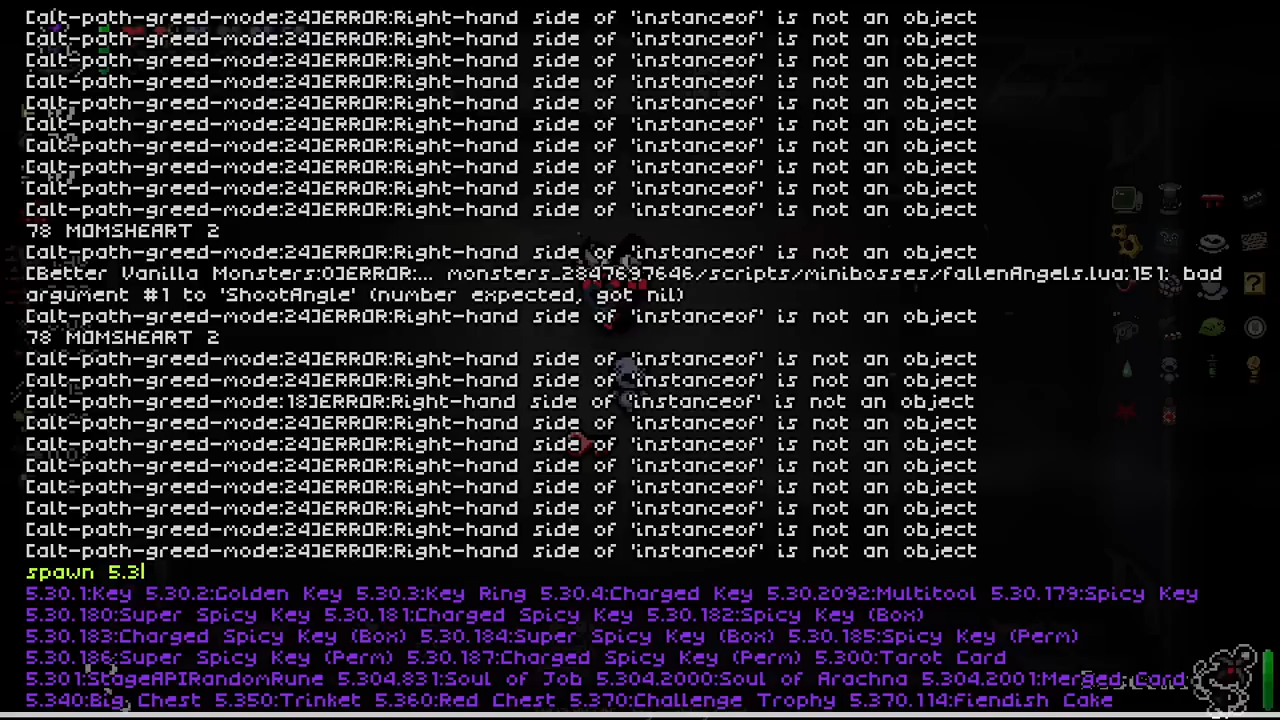 [alt-path-greed-mode:24]ERROR:Right-hand side of 'instanceof' is not an object
[alt-path-greed-mode:24]ERROR:Right-hand side of 'instanceof' is not an object
[alt-path-greed-mode:24]ERROR:Right-hand side of 'instanceof' is not an object
[alt-path-greed-mode:24]ERROR:Right-hand side of 'instanceof' is not an object
[alt-path-greed-mode:24]ERROR:Right-hand side of 'instanceof' is not an object
[alt-path-greed-mode:24]ERROR:Right-hand side of 'instanceof' is not an object
[alt-path-greed-mode:24]ERROR:Right-hand side of 'instanceof' is not an object
[alt-path-greed-mode:24]ERROR:Right-hand side of 'instanceof' is not an object
[alt-path-greed-mode:24]ERROR:Right-hand side of 'instanceof' is not an object
[alt-path-greed-mode:24]ERROR:Right-hand side of 'instanceof' is not an object
78 MOMSHEART 2
[alt-path-greed-mode:24]ERROR:Right-hand side of 'instanceof' is not an object
[Better Vanilla Monsters:0]ERROR:... monsters_2847697646/scripts/minibosses/fallenAngels.lua:151: bad
argument #1 to 'ShootAngle' (number expected, got nil)
[alt-path-greed-mode:24]ERROR:Right-hand side of 'instanceof' is not an object
78 MOMSHEART 2
[alt-path-greed-mode:24]ERROR:Right-hand side of 'instanceof' is not an object
[alt-path-greed-mode:24]ERROR:Right-hand side of 'instanceof' is not an object
[alt-path-greed-mode:18]ERROR:Right-hand side of 'instanceof' is not an object
[alt-path-greed-mode:24]ERROR:Right-hand side of 'instanceof' is not an object
[alt-path-greed-mode:24]ERROR:Right-hand side of 'instanceof' is not an object
[alt-path-greed-mode:24]ERROR:Right-hand side of 'instanceof' is not an object
[alt-path-greed-mode:24]ERROR:Right-hand side of 'instanceof' is not an object
[alt-path-greed-mode:24]ERROR:Right-hand side of 'instanceof' is not an object
[alt-path-greed-mode:24]ERROR:Right-hand side of 'instanceof' is not an object
[alt-path-greed-mode:24]ERROR:Right-hand side of 'instanceof' is not an object
spawn 5.3
5.30.1:Key 5.30.2:Golden Key 5.30.3:Key Ring 5.30.4:Charged Key 5.30.2092:Multitool 5.30.179:Spicy Key
5.30.180:Super Spicy Key 5.30.181:Charged Spicy Key 5.30.182:Spicy Key (Box)
5.30.183:Charged Spicy Key (Box) 5.30.184:Super Spicy Key (Box) 5.30.185:Spicy Key (Perm)
5.30.186:Super Spicy Key (Perm) 5.30.187:Charged Spicy Key (Perm) 5.300:Tarot Card
5.301:StageAPIRandomRune 5.304.831:Soul of Job 5.304.2000:Soul of Arachna 5.304.2001:Merged Card
5.340:Big Chest 5.350:Trinket 5.360:Red Chest 5.370:Challenge Trophy 5.370.114:Fiendish Cake